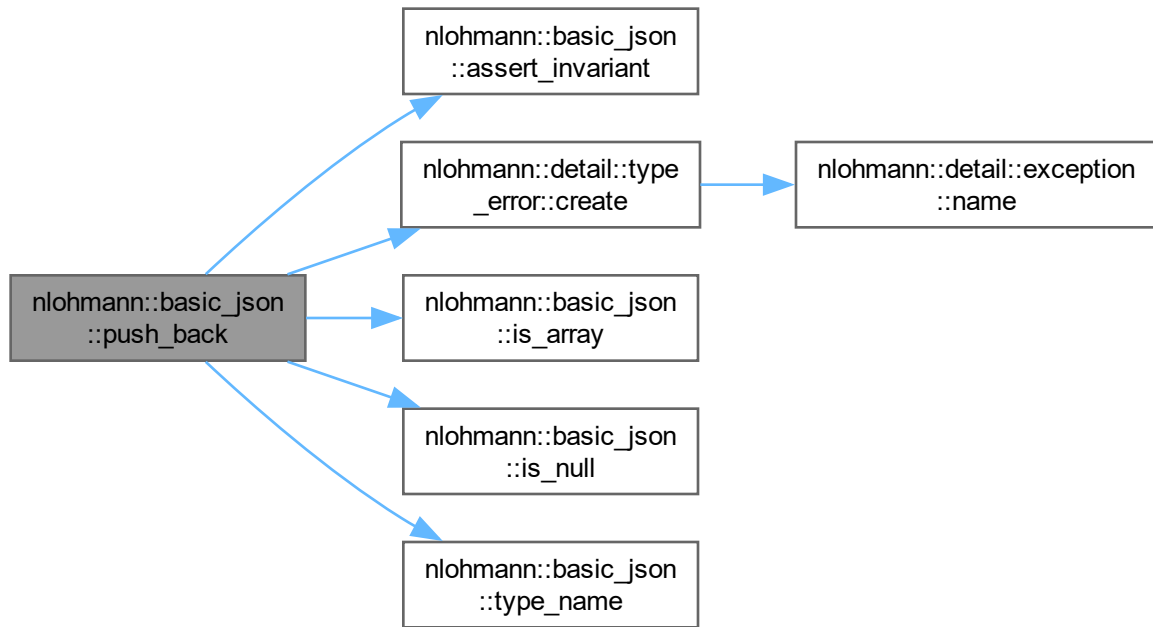 nlohmann::basic_json
::push_back
nlohmann::basic_json
::assert_invariant
nlohmann::detail::type
_error::create
nlohmann::detail::exception
::name
nlohmann::basic_json
::is_array
nlohmann::basic_json
::is_null
nlohmann::basic_json
::type_name